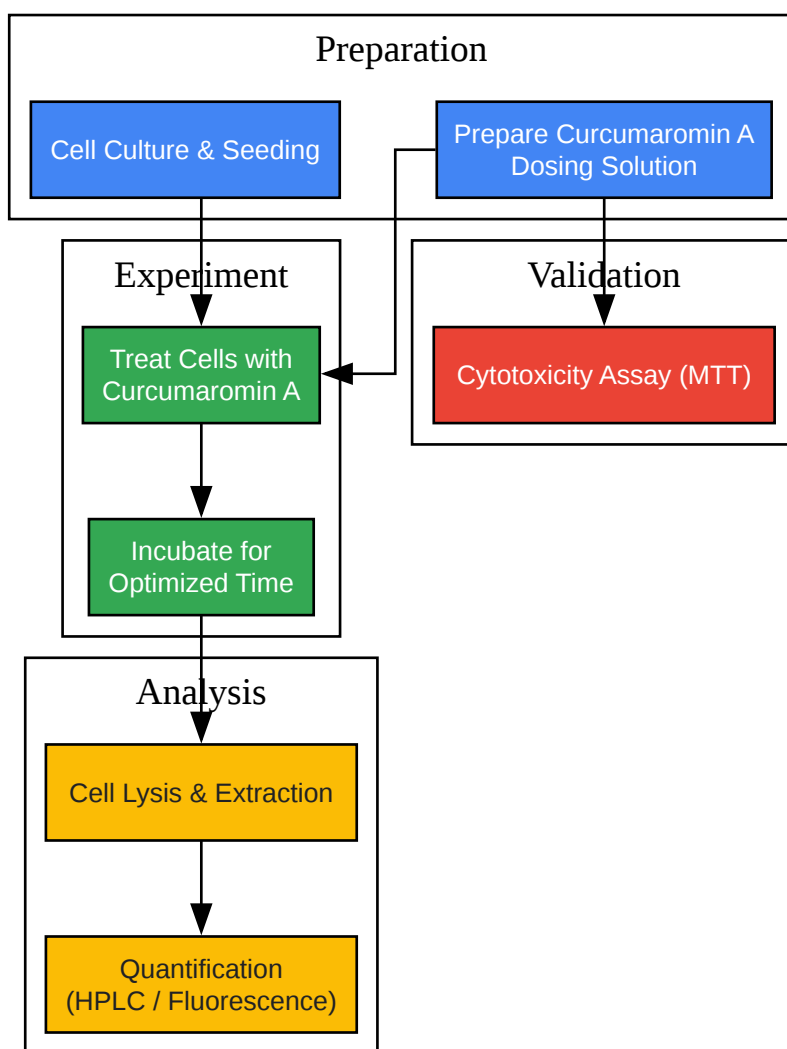 Preparation
Cell Culture & Seeding
Prepare Curcumaromin A
Dosing Solution
Experiment
Validation
Treat Cells with
Curcumaromin A
Cytotoxicity Assay (MTT)
Incubate for
Optimized Time
Analysis
Cell Lysis & Extraction
Quantification
(HPLC / Fluorescence)